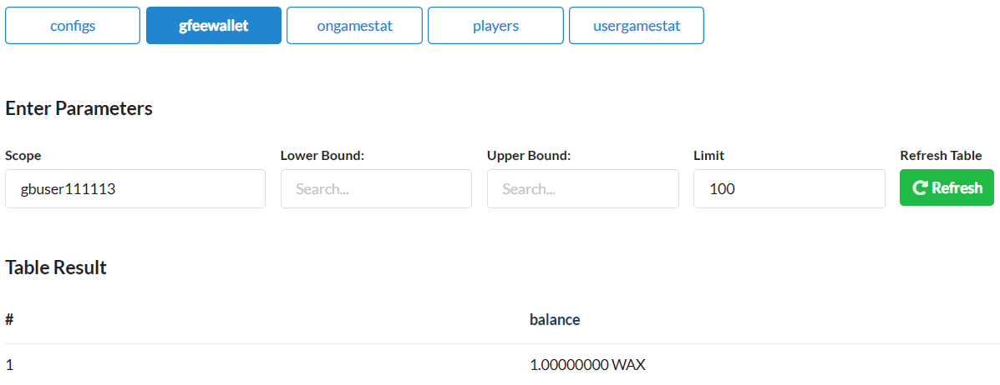 configs gfeewallet ongamestat players usergamestat
Enter Parameters
Scope Lower Bound: Upper Bound: Limit Refresh Table
gbuser111113 Search... Search... 100 Refresh
Table Result
# balance
1 1.00000000 WAX